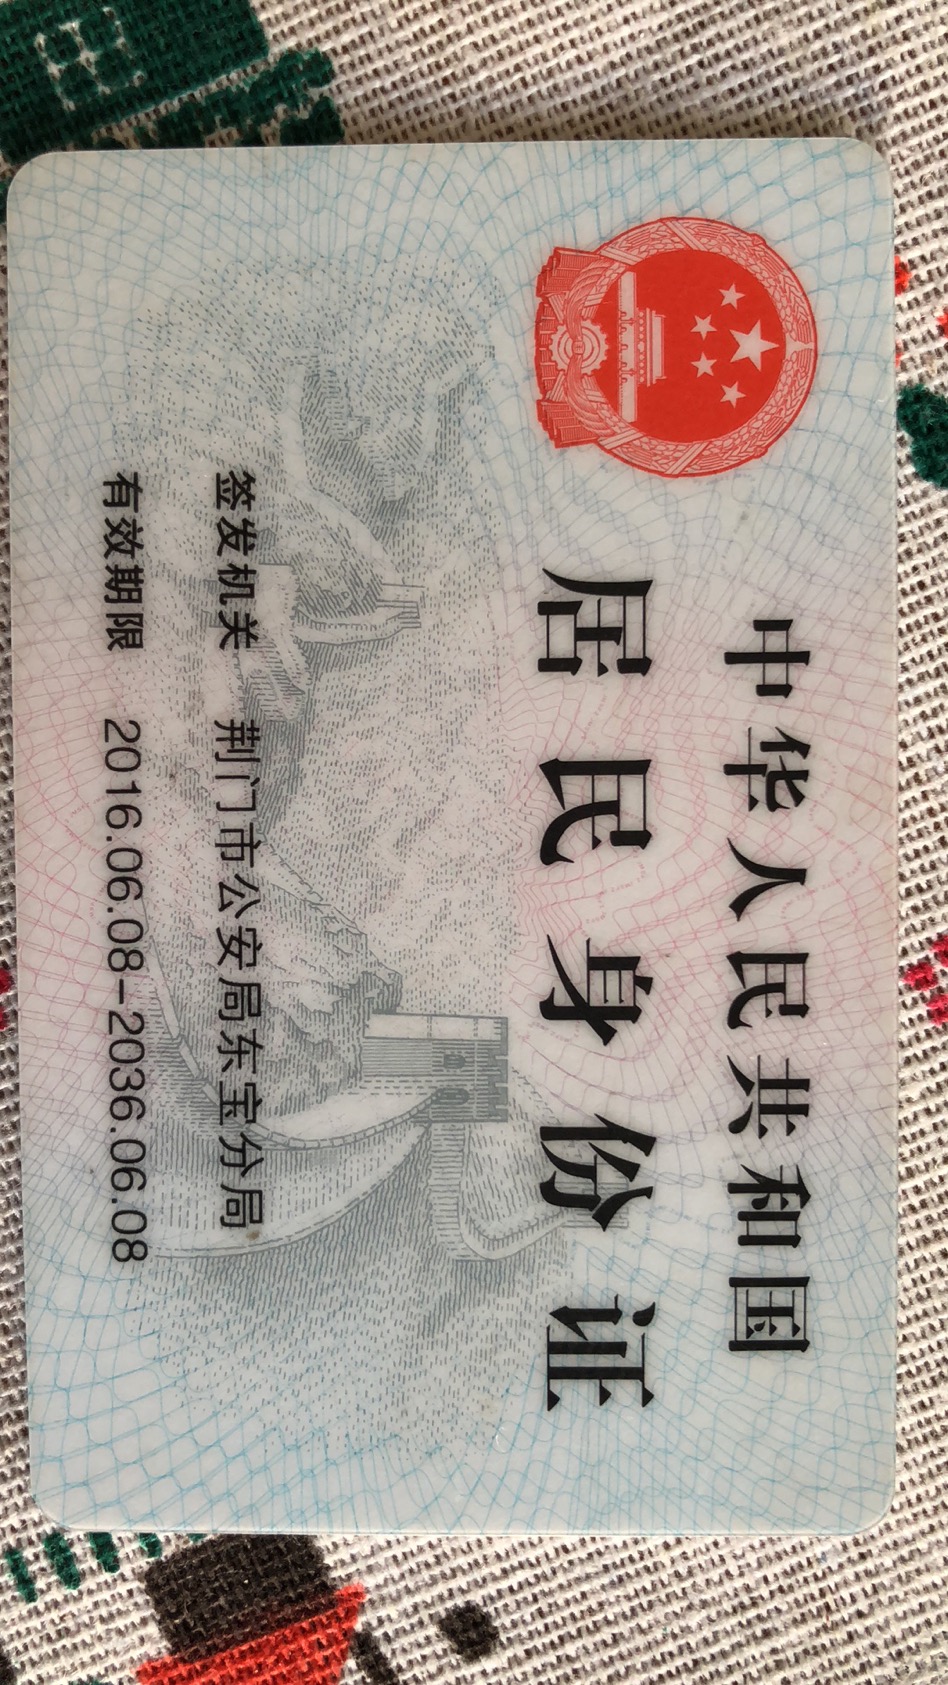 中华人民共和国
居民身份证
签发机关 荆门市公安局东宝分局
有效期限 2016.06.08-2036.06.08